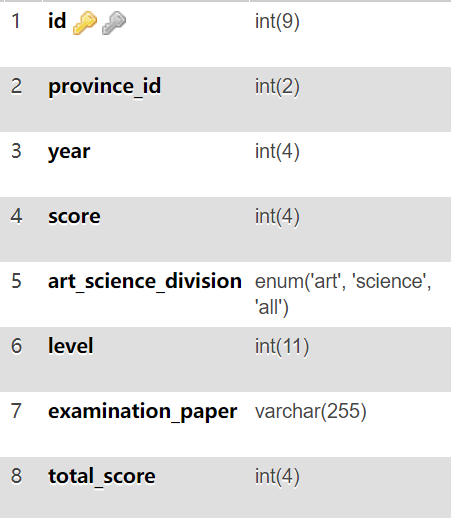 1 id int(9)
2 province_id int(2)
3 year int(4)
4 score int(4)
5 art_science_division enum('art', 'science',
'all')
6 level int(11)
7 examination_paper varchar(255)
8 total_score int(4)